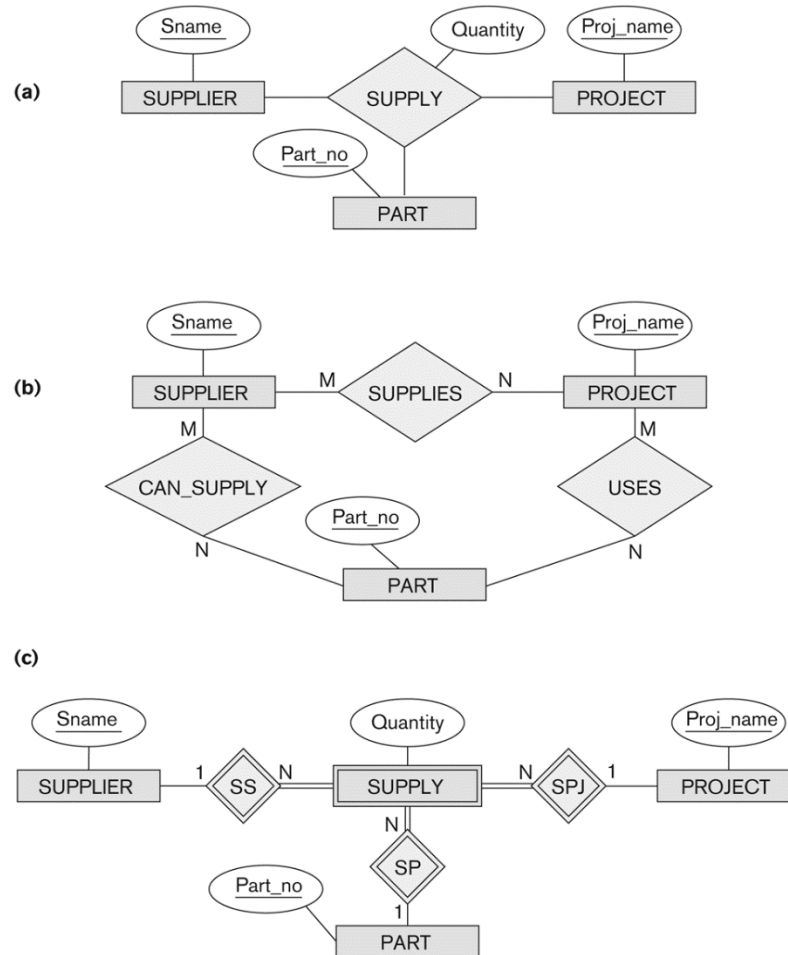 (a)
Sname
Quantity
Proj_name
SUPPLIER
SUPPLY
PROJECT
Part_no
PART
(b)
Sname
Proj_name
SUPPLIER
M
SUPPLIES
N
PROJECT
M
M
CAN_SUPPLY
USES
Part_no
N
N
PART
(c)
Sname
Quantity
Proj_name
SUPPLIER
1
SS
N
SUPPLY
N
SPJ
1
PROJECT
N
SP
Part_no
1
PART